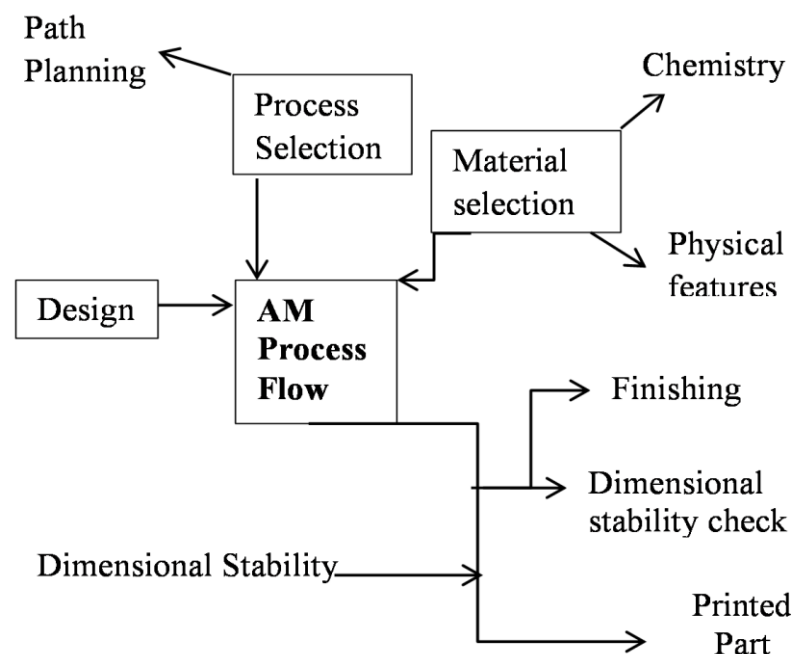 Path
Planning
Process
Selection
Chemistry
Material
selection
Physical
features
Design
AM
Process
Flow
Finishing
Dimensional
stability check
Dimensional Stability
Printed
Part